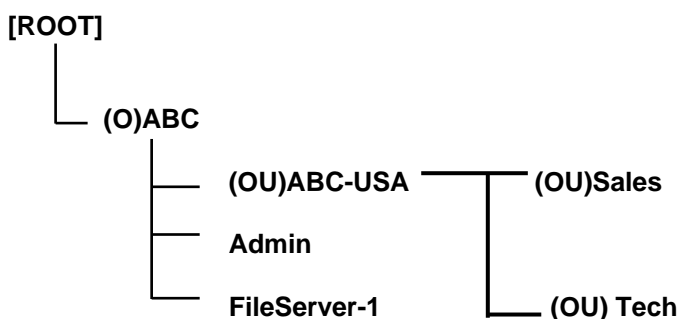 [ROOT]
(O)ABC
(OU)ABC-USA
(OU)Sales
Admin
FileServer-1
(OU) Tech